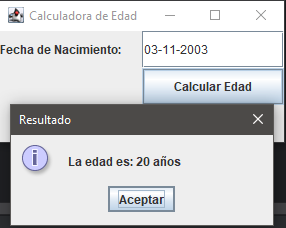 Calculadora de Edad
Fecha de Nacimiento: 03-11-2003
Calcular Edad
Resultado
La edad es: 20 años
Aceptar